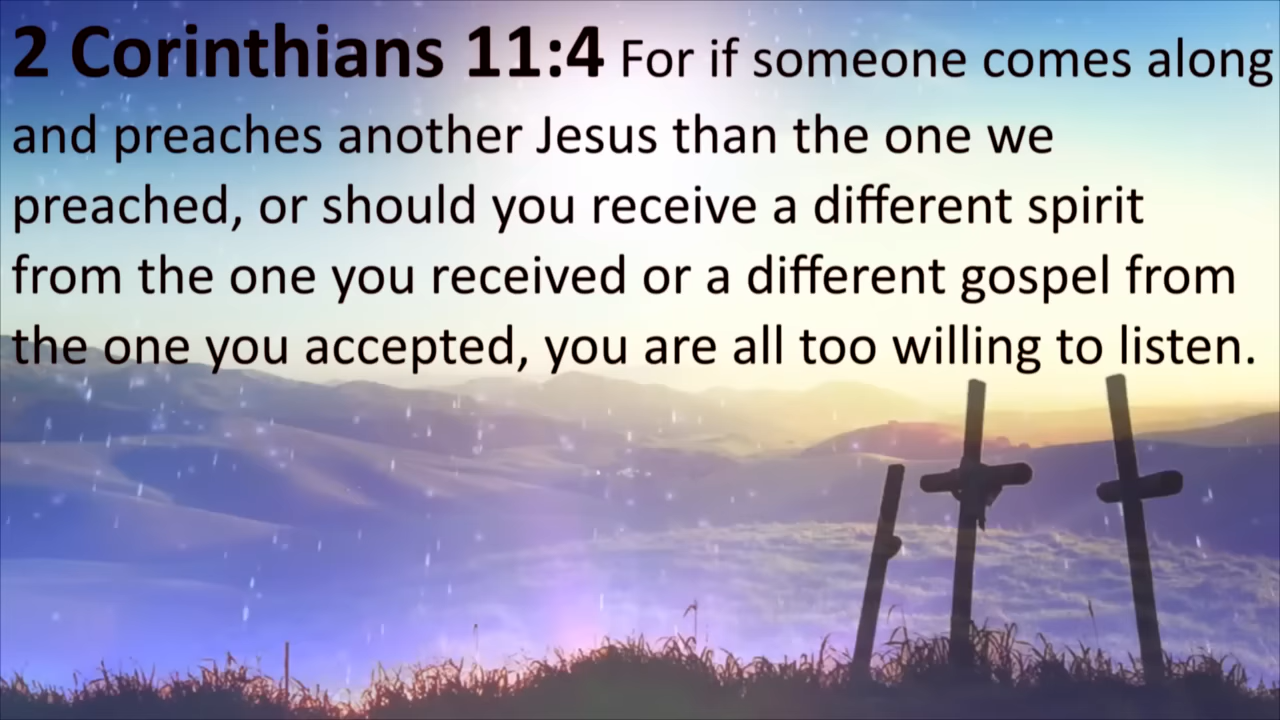 2 Corinthians 11:4 For if someone comes along
and preaches another Jesus than the one we
preached, or should you receive a different spirit
from the one you received or a different gospel from
the one you accepted, you are all too willing to listen.